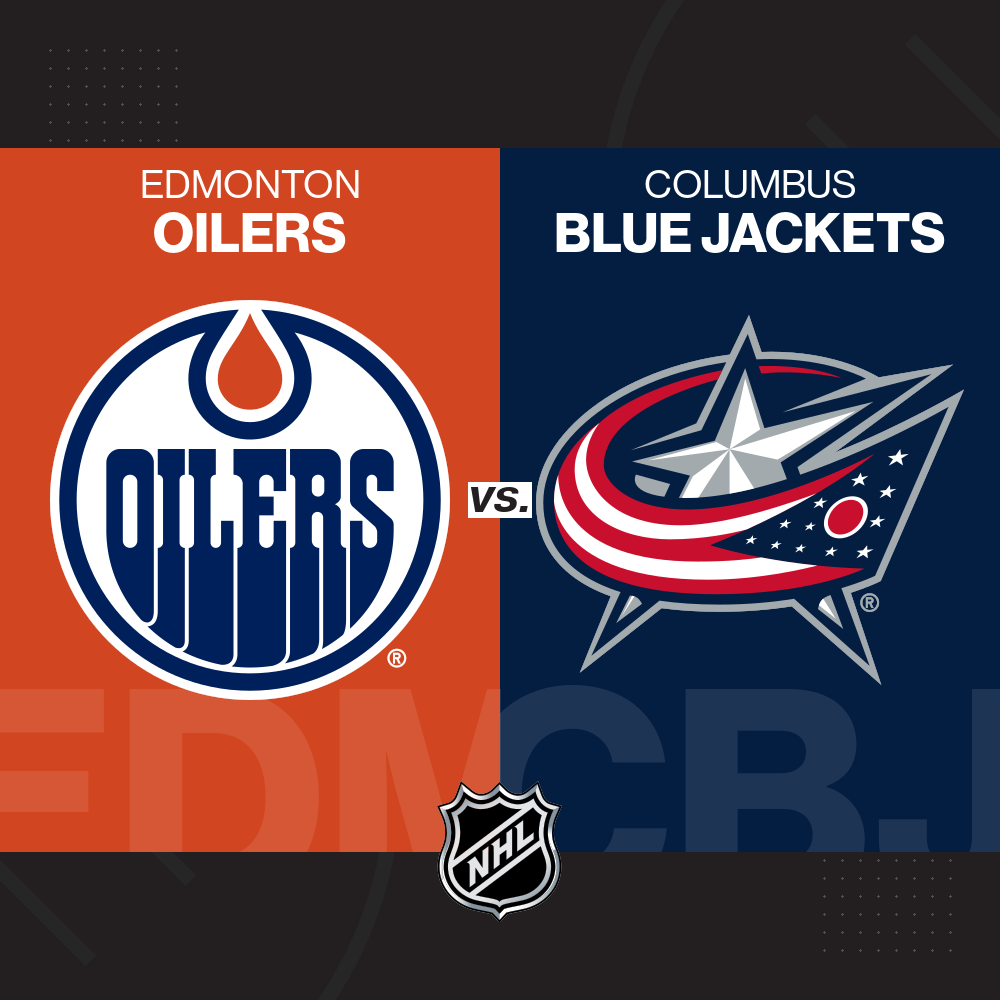 EDMONTON
OILERS
COLUMBUS
BLUE JACKETS
OILERS
VS.
®
®
EDM
CBJ
NHL